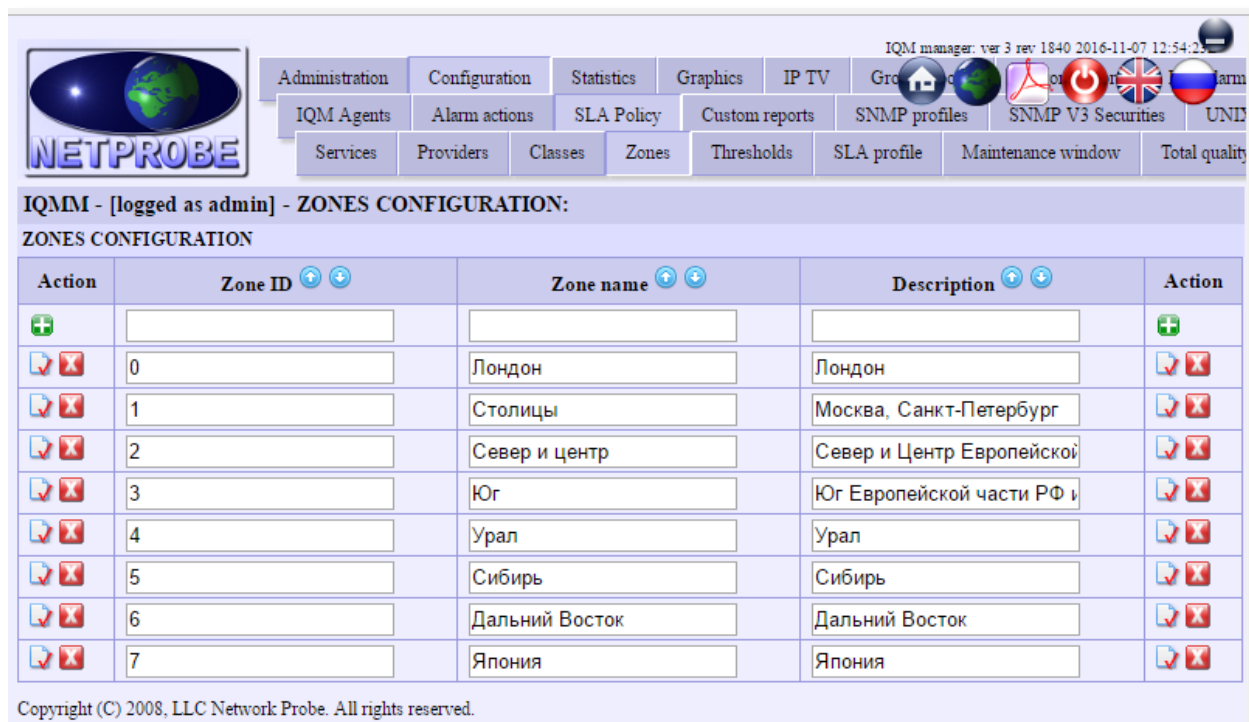 IQM manager: ver 3 rev 1840 2016-11-07 12:54:2
NETPROBE
Administration Configuration Statistics Graphics IP TV
IQM Agents Alarm actions SLA Policy Custom reports SNMP profiles SNMP V3 Securities
Services Providers Classes Zones Thresholds SLA profile Maintenance window Total quality
IQMM - [logged as admin] - ZONES CONFIGURATION:
ZONES CONFIGURATION
Action Zone ID Zone name Description Action
0 Лондон Лондон
1 Столицы Москва, Санкт-Петербург
2 Север и центр Север и Центр Европейской
3 Юг Юг Европейской части РФ и
4 Урал Урал
5 Сибирь Сибирь
6 Дальний Восток Дальний Восток
7 Япония Япония
Copyright (C) 2008, LLC Network Probe. All rights reserved.